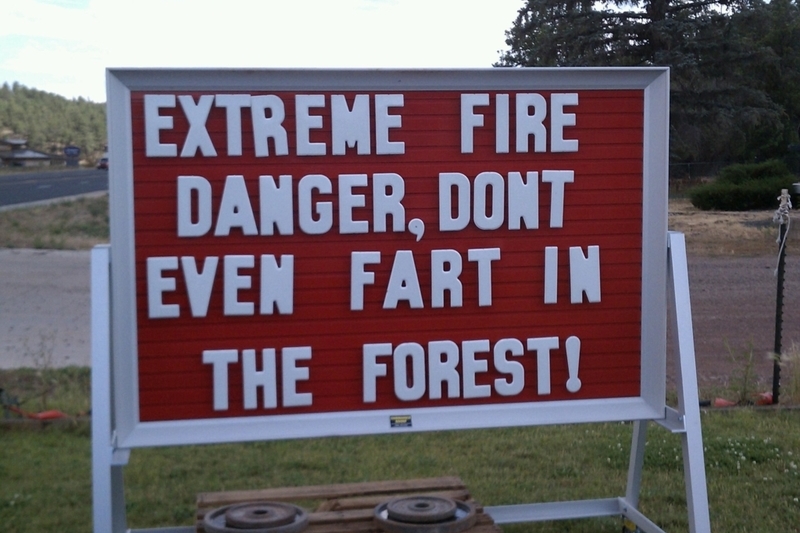 EXTREME FIRE
DANGER, DONT
EVEN FART IN
THE FOREST!